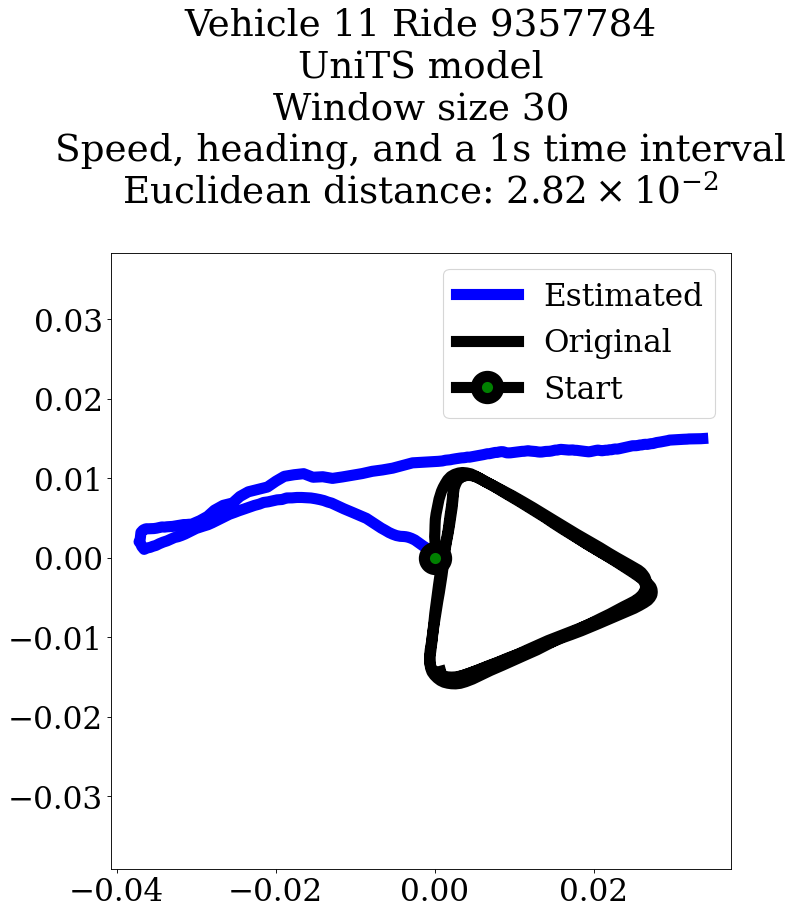 Vehicle 11 Ride 9357784
UniTS model
Window size 30
Speed, heading, and a 1s time interval
Euclidean distance: 2.82 × 10⁻²
Estimated
Original
Start
0.03
0.02
0.01
0.00
−0.01
−0.02
−0.03
−0.04
−0.02
0.00
0.02